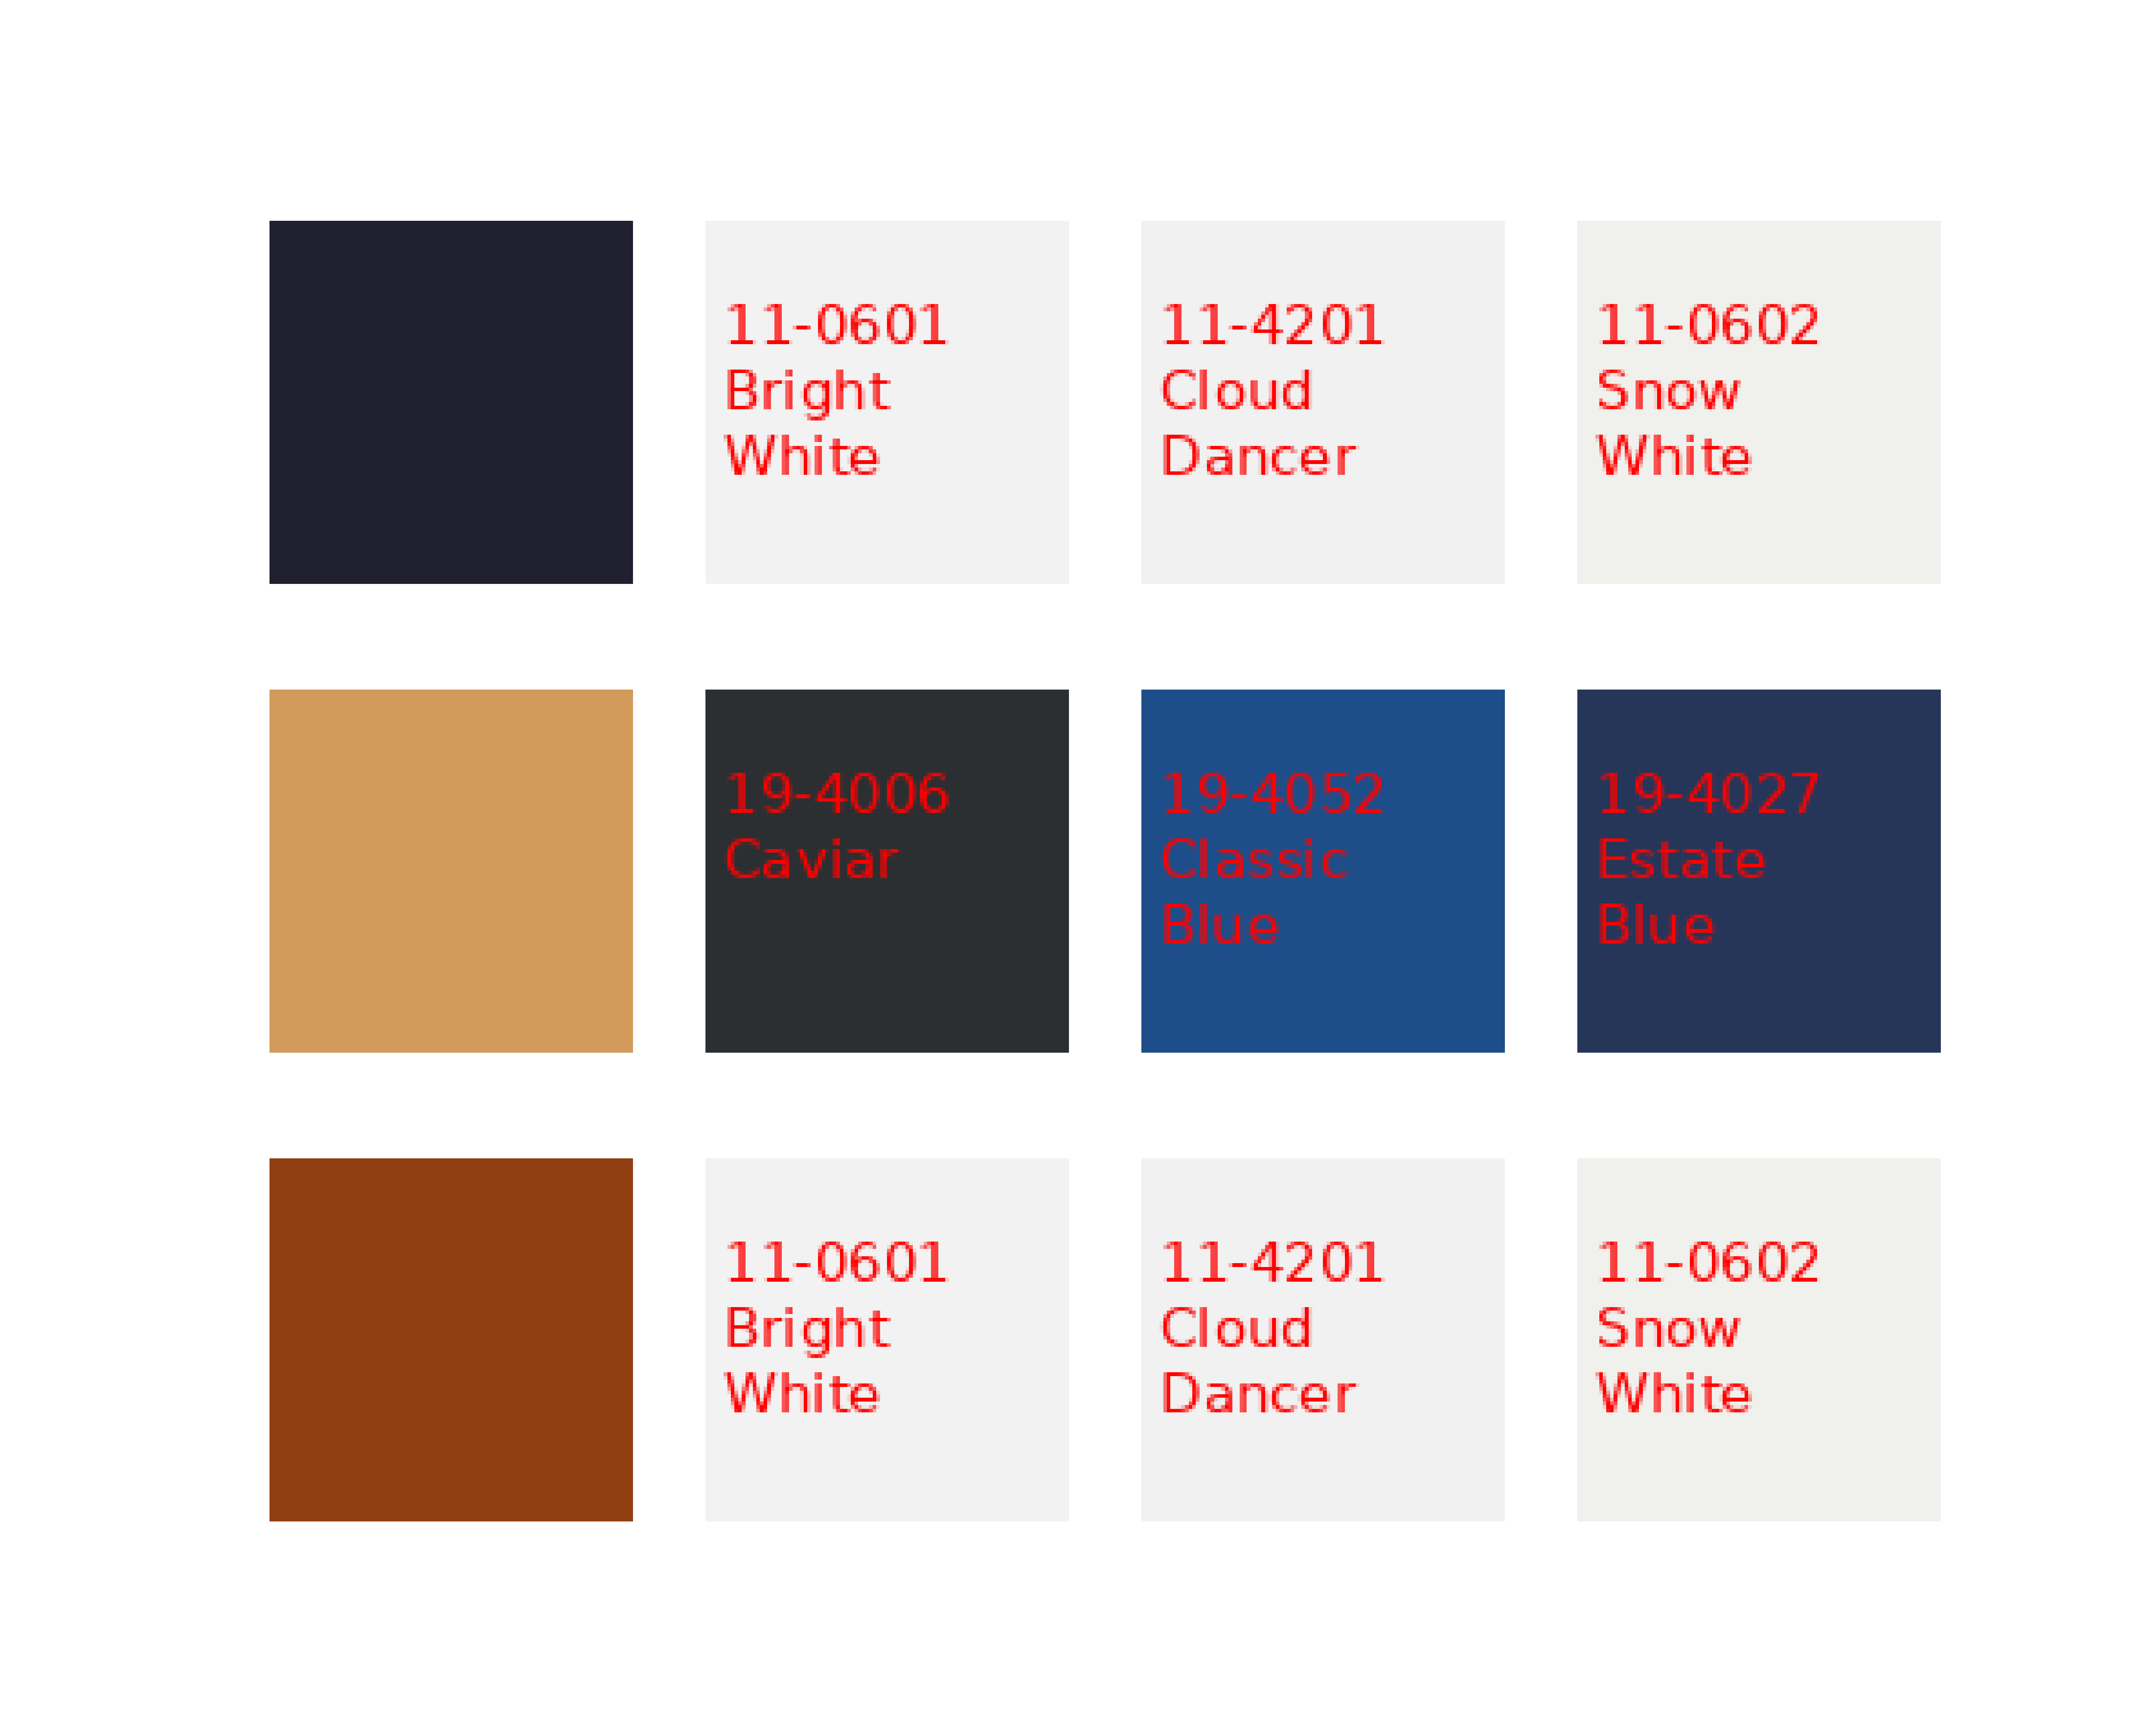 11-0601
Bright
White
11-4201
Cloud
Dancer
11-0602
Snow
White
19-4006
Caviar
19-4052
Classic
Blue
19-4027
Estate
Blue
11-0601
Bright
White
11-4201
Cloud
Dancer
11-0602
Snow
White